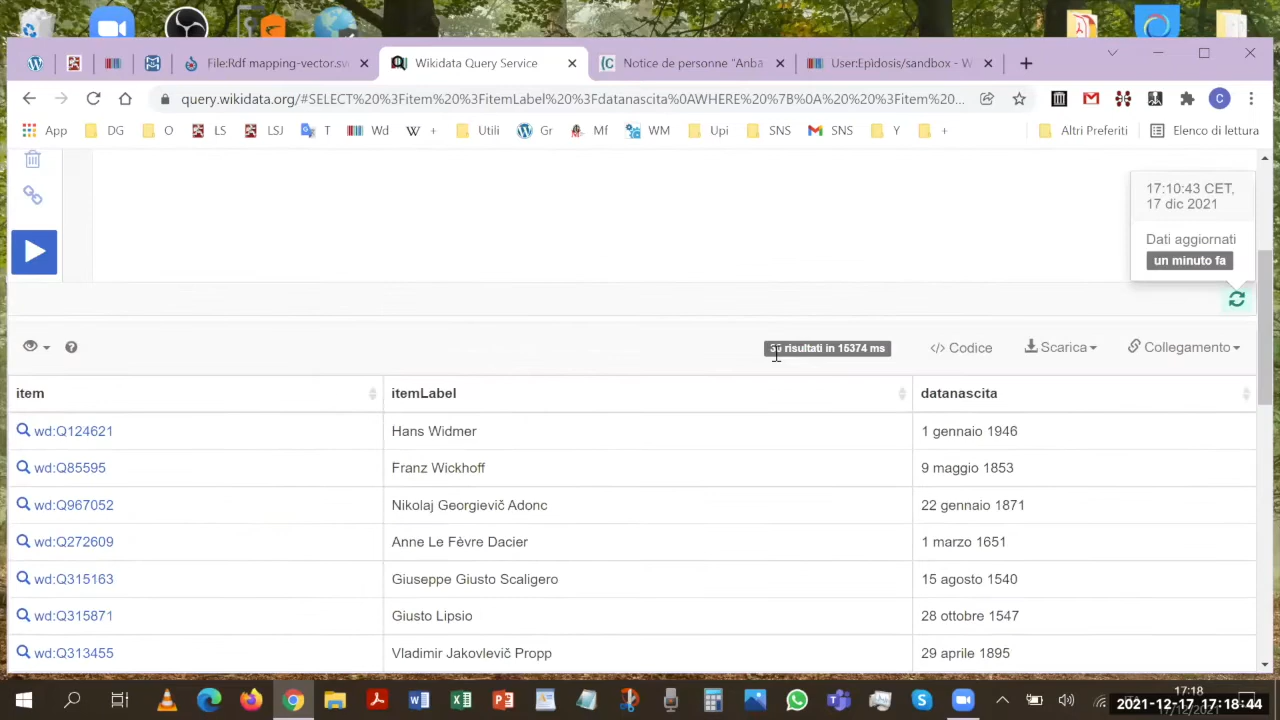 File:Rdf mapping-vector.sv
Wikidata Query Service
Notice de personne "Anba
User:Epìdosis/sandbox - W
query.wikidata.org/#SELECT%20%3Fitem%20%3FitemLabel%20%3Fdatanascita%0AWHERE%20%7B%0A%20%20%3Fitem%20...
App
DG
O
LS
LSJ
T
Wd
+
Utili
Gr
Mf
WM
Upi
SNS
SNS
Y
+
Altri Preferiti
Elenco di lettura
17:10:43 CET,
17 dic 2021
Dati aggiornati
un minuto fa
risultati in 15374 ms
</> Codice
Scarica
Collegamento
item itemLabel datanascita
wd:Q124621 Hans Widmer 1 gennaio 1946
wd:Q85595 Franz Wickhoff 9 maggio 1853
wd:Q967052 Nikolaj Georgievič Adonc 22 gennaio 1871
wd:Q272609 Anne Le Fèvre Dacier 1 marzo 1651
wd:Q315163 Giuseppe Giusto Scaligero 15 agosto 1540
wd:Q315871 Giusto Lipsio 28 ottobre 1547
wd:Q313455 Vladimir Jakovlevič Propp 29 aprile 1895
17:18
2021-12-17 17:18:44